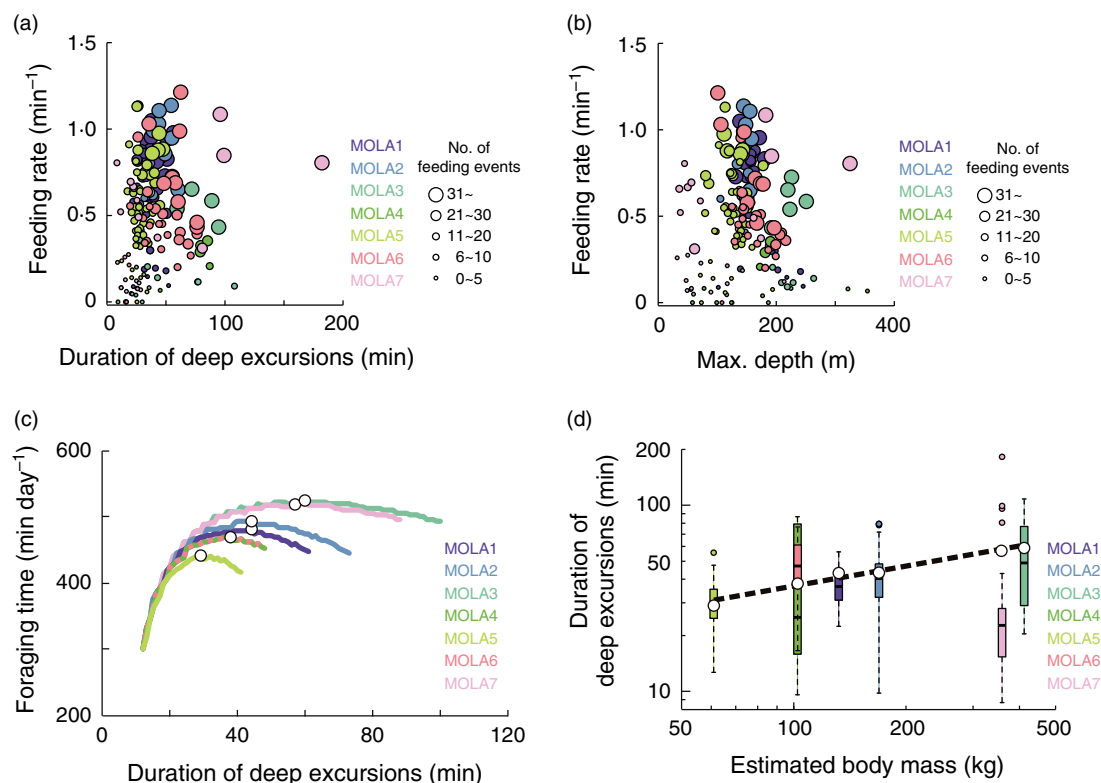 (a)
1·5
1.0
0.5
0
0
100
200
Feeding rate (min–1)
Duration of deep excursions (min)
MOLA1
MOLA2
MOLA3
MOLA4
MOLA5
MOLA6
MOLA7
No. of
feeding events
31~
21~30
11~20
6~10
0~5
(b)
1·5
1.0
0.5
0
0
200
400
Feeding rate (min–1)
Max. depth (m)
MOLA1
MOLA2
MOLA3
MOLA4
MOLA5
MOLA6
MOLA7
No. of
feeding events
31~
21~30
11~20
6~10
0~5
(c)
600
400
200
0
20
40
60
80
100
120
Foraging time (min day–1)
Duration of deep excursions (min)
MOLA1
MOLA2
MOLA3
MOLA4
MOLA5
MOLA6
MOLA7
(d)
200
100
50
10
50
100
200
500
Duration of
deep excursions (min)
Estimated body mass (kg)
MOLA1
MOLA2
MOLA3
MOLA4
MOLA5
MOLA6
MOLA7